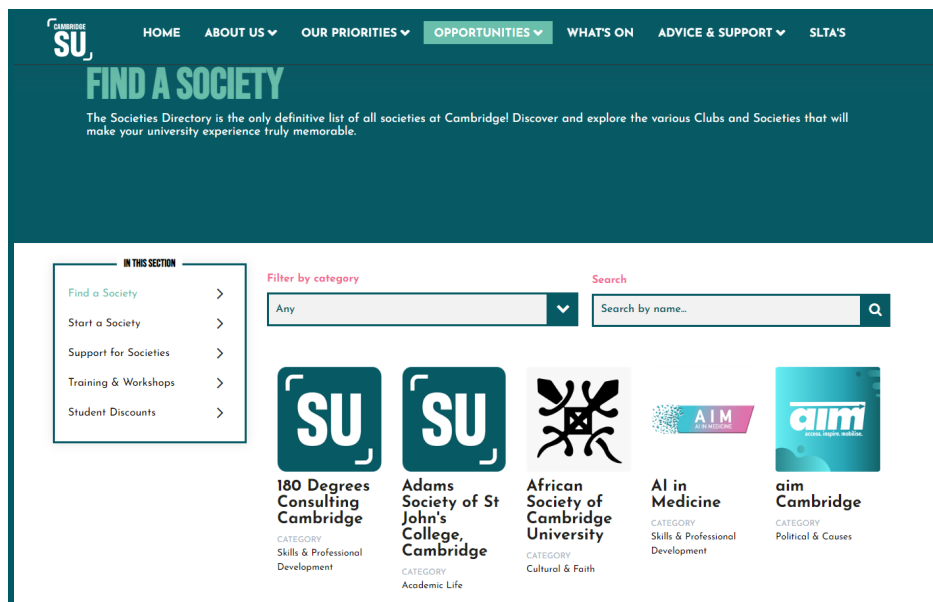 CAMBRIDGE
SU
HOME
ABOUT US
OUR PRIORITIES
OPPORTUNITIES
WHAT'S ON
ADVICE & SUPPORT
SLTA'S
FIND A SOCIETY
The Societies Directory is the only definitive list of all societies at Cambridge! Discover and explore the various Clubs and Societies that will
make your university experience truly memorable.
IN THIS SECTION
Find a Society
Start a Society
Support for Societies
Training & Workshops
Student Discounts
Filter by category
Any
Search
Search by name...
SU
180 Degrees
Consulting
Cambridge
CATEGORY
Skills & Professional
Development
SU
Adams
Society of St
John's
College,
Cambridge
CATEGORY
Academic Life
African
Society of
Cambridge
University
CATEGORY
Cultural & Faith
AIM
AI IN MEDICINE
AI in
Medicine
CATEGORY
Skills & Professional
Development
aim
access. inspire. mobilise.
aim
Cambridge
CATEGORY
Political & Causes